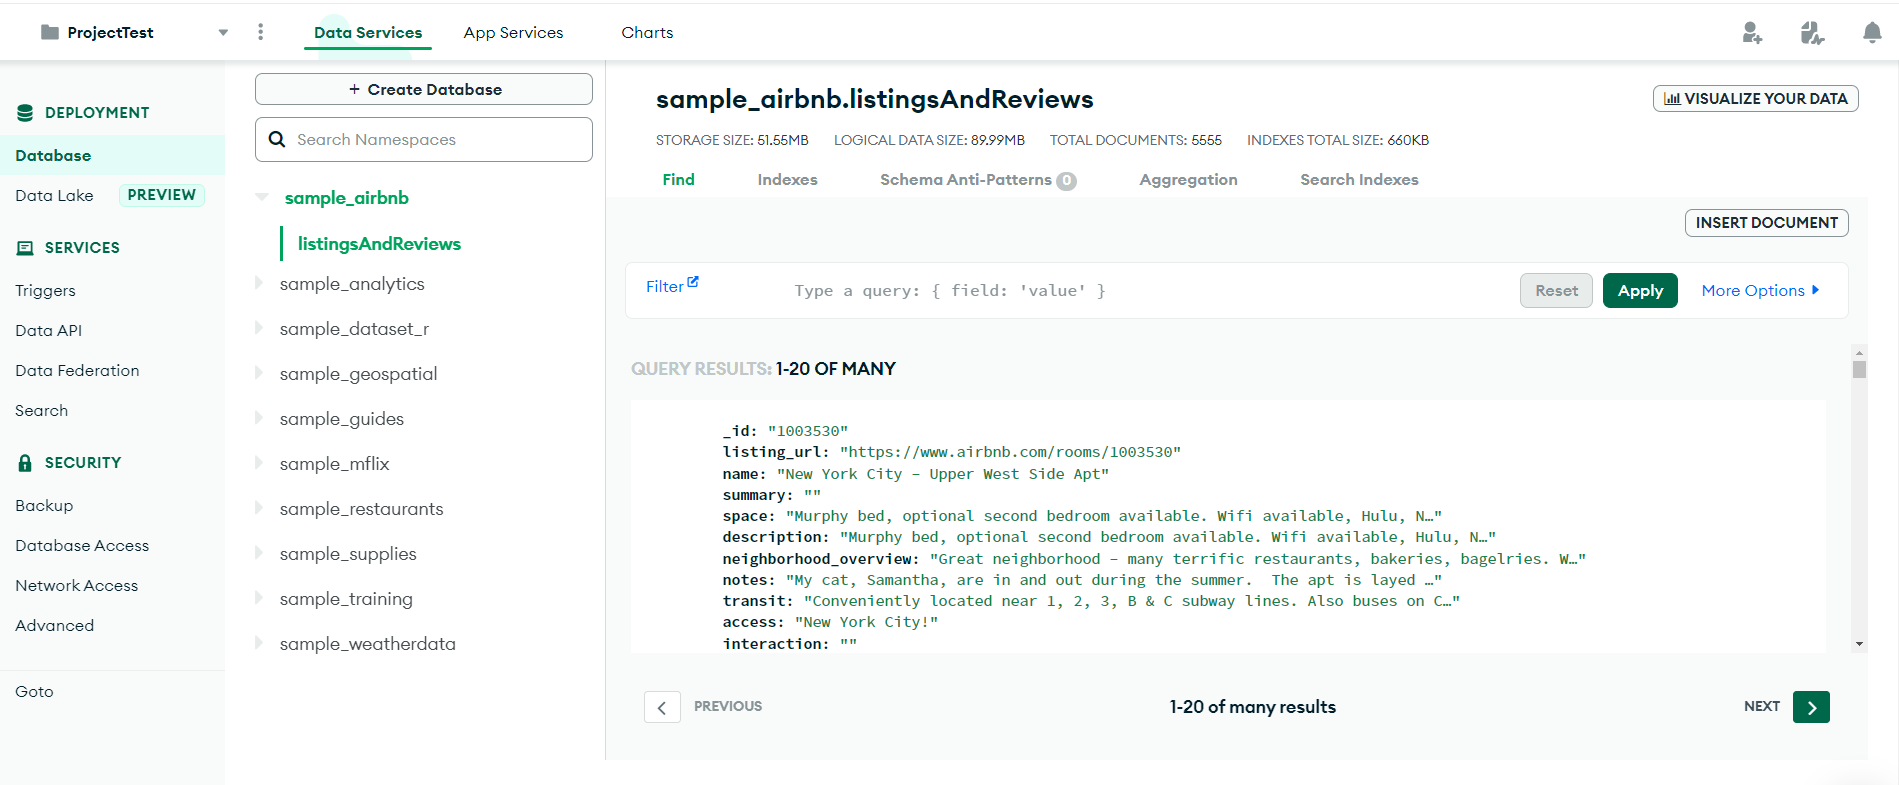 ProjectTest
Data Services App Services Charts
DEPLOYMENT
Database
Data Lake PREVIEW
SERVICES
Triggers
Data API
Data Federation
Search
SECURITY
Backup
Database Access
Network Access
Advanced
Goto
+ Create Database
Search Namespaces
sample_airbnb
listingsAndReviews
sample_analytics
sample_dataset_r
sample_geospatial
sample_guides
sample_mflix
sample_restaurants
sample_supplies
sample_training
sample_weatherdata
sample_airbnb.listingsAndReviews
VISUALIZE YOUR DATA
STORAGE SIZE: 51.55MB LOGICAL DATA SIZE: 89.99MB TOTAL DOCUMENTS: 5555 INDEXES TOTAL SIZE: 660KB
Find Indexes Schema Anti-Patterns 0 Aggregation Search Indexes
INSERT DOCUMENT
Filter Type a query: { field: 'value' } Reset Apply More Options
QUERY RESULTS: 1-20 OF MANY
_id: "1003530"
listing_url: "https://www.airbnb.com/rooms/1003530"
name: "New York City - Upper West Side Apt"
summary: ""
space: "Murphy bed, optional second bedroom available. Wifi available, Hulu, N…"
description: "Murphy bed, optional second bedroom available. Wifi available, Hulu, N…"
neighborhood_overview: "Great neighborhood - many terrific restaurants, bakeries, bagelries. W…"
notes: "My cat, Samantha, are in and out during the summer.  The apt is layed …"
transit: "Conveniently located near 1, 2, 3, B & C subway lines. Also buses on C…"
access: "New York City!"
interaction: ""
PREVIOUS 1-20 of many results NEXT